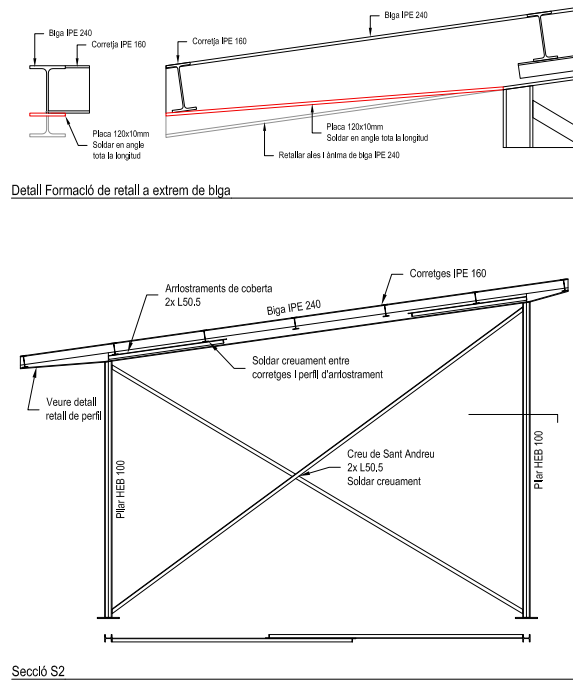 Biga IPE 240
Corretja IPE 160
Placa 120x10mm
Soldar en angle
tota la longitud
Corretja IPE 160
Biga IPE 240
Placa 120x10mm
Soldar en angle
tota la longitud
Retallar ales i ànima de biga IPE 240
Detall Formació de retall a extrem de biga
Arriostraments de coberta
2x L50.5
Biga IPE 240
Corretges IPE 160
Soldar creuament entre
corretges i perfil d'arriostrament
Veure detall
retall de perfil
Pilar HEB 100
Creu de Sant Andreu
2x L50,5
Soldar creuament
Pilar HEB 100
Secció S2